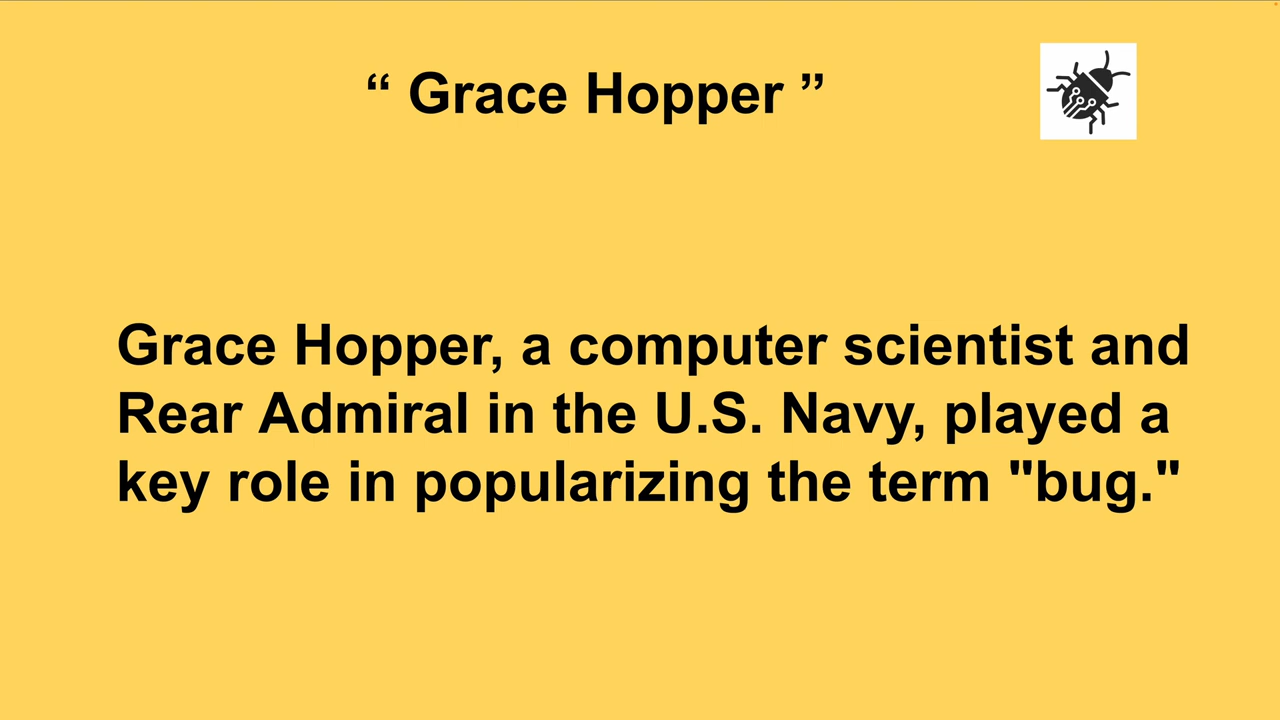 “ Grace Hopper ”
Grace Hopper, a computer scientist and
Rear Admiral in the U.S. Navy, played a
key role in popularizing the term "bug."